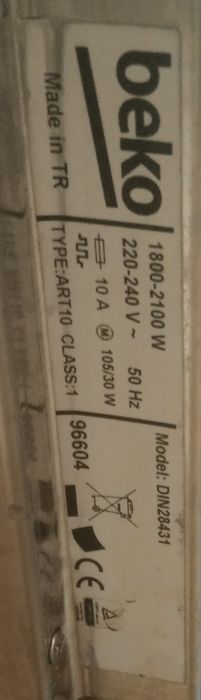 beko
Made in TR
1800-2100 W
220-240 V ~ 50 Hz
10 A M 105/30 W
TYPE:ART10 CLASS:1
Model: DIN28431
96604
CE